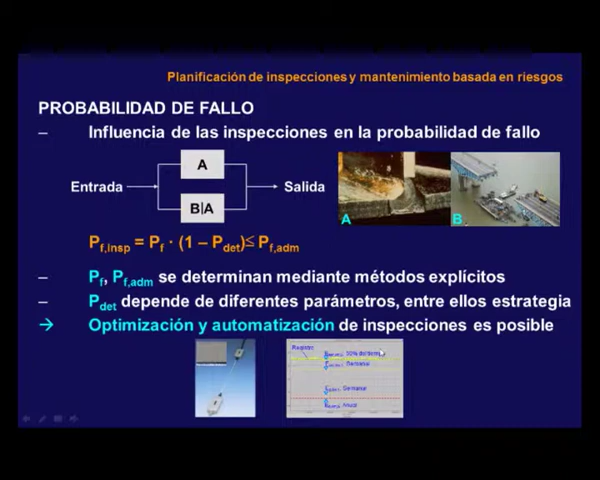 Planificación de inspecciones y mantenimiento basada en riesgos
PROBABILIDAD DE FALLO
– Influencia de las inspecciones en la probabilidad de fallo
A
Entrada
Salida
B|A
A
B
Pf,insp = Pf · (1 – Pdet) ≤ Pf,adm
– Pf, Pf,adm se determinan mediante métodos explícitos
– Pdet depende de diferentes parámetros, entre ellos estrategia
→ Optimización y automatización de inspecciones es posible
Registro